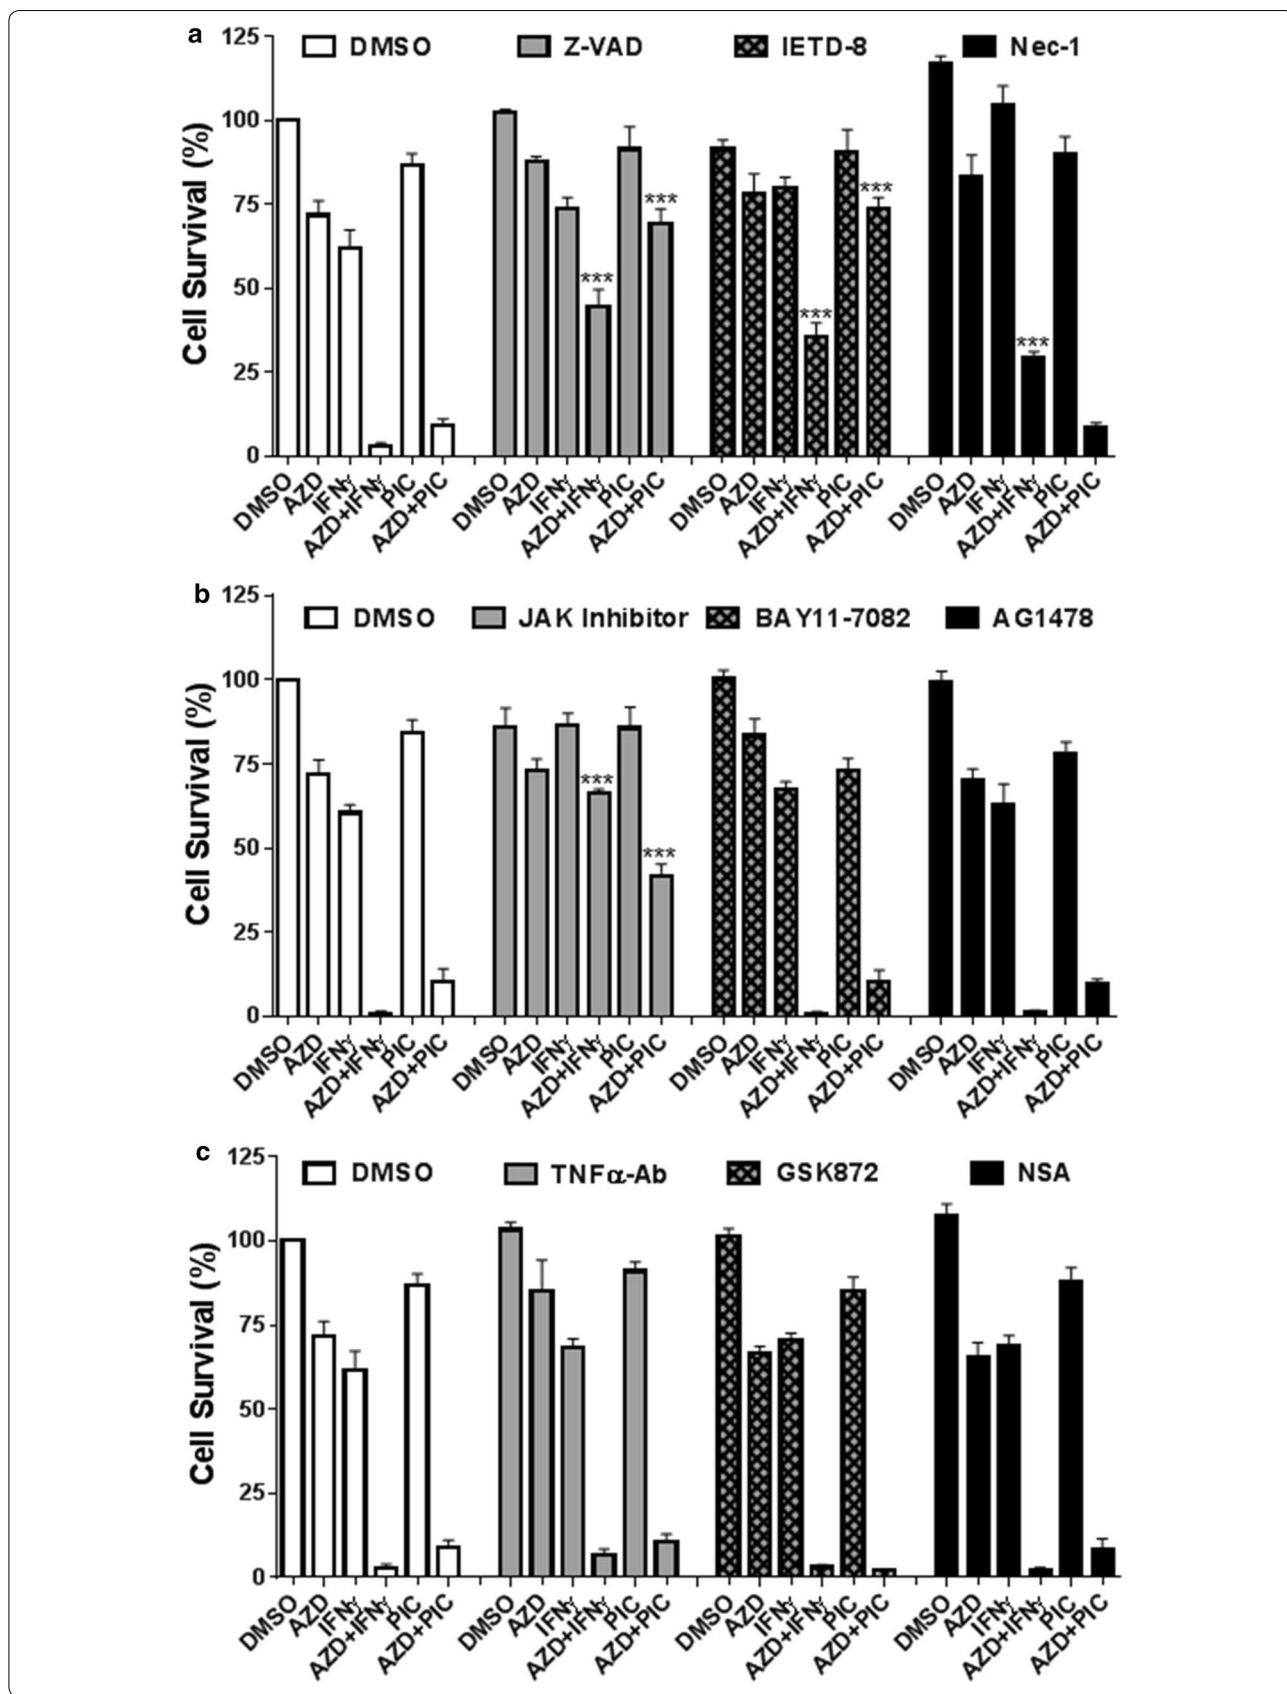 a
125 DMSO Z-VAD IETD-8 Nec-1
100
75
50
25
0
Cell Survival (%)
*** *** *** *** ***
DMSO AZD IFNγ AZD+IFNγ PIC AZD+PIC DMSO AZD IFNγ AZD+IFNγ PIC AZD+PIC DMSO AZD IFNγ AZD+IFNγ PIC AZD+PIC DMSO AZD IFNγ AZD+IFNγ PIC AZD+PIC
b
125 DMSO JAK Inhibitor BAY11-7082 AG1478
100
75
50
25
0
Cell Survival (%)
*** ***
DMSO AZD IFNγ AZD+IFNγ PIC AZD+PIC DMSO AZD IFNγ AZD+IFNγ PIC AZD+PIC DMSO AZD IFNγ AZD+IFNγ PIC AZD+PIC DMSO AZD IFNγ AZD+IFNγ PIC AZD+PIC
c
125 DMSO TNFα-Ab GSK872 NSA
100
75
50
25
0
Cell Survival (%)
DMSO AZD IFNγ AZD+IFNγ PIC AZD+PIC DMSO AZD IFNγ AZD+IFNγ PIC AZD+PIC DMSO AZD IFNγ AZD+IFNγ PIC AZD+PIC DMSO AZD IFNγ AZD+IFNγ PIC AZD+PIC